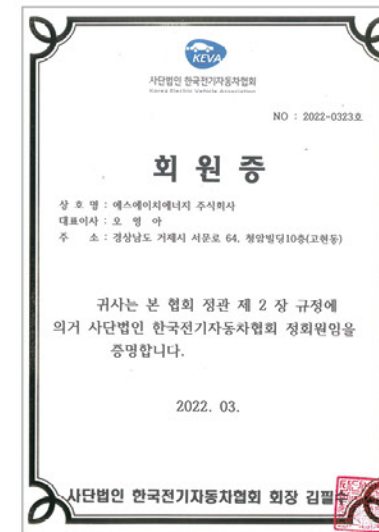 KEVA
사단법인 한국전기자동차협회
Korea Electric Vehicle Association
NO : 2022-0323호
회 원 증
상 호 명 : 에스에이치에너지 주식회사
대표이사 : 오 영 아
주 소 : 경상남도 거제시 서문로 64, 청암빌딩10층(고현동)
귀사는 본 협회 정관 제 2 장 규정에
의거 사단법인 한국전기자동차협회 정회원임을
증명합니다.
2022. 03.
사단법인 한국전기자동차협회 회장 김필수